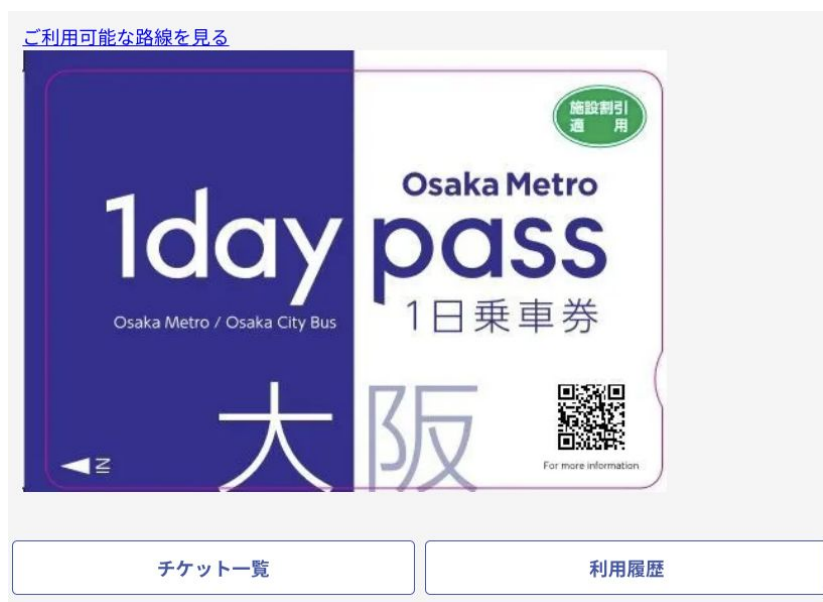 ご利用可能な路線を見る
施設割引
適 用
Osaka Metro
1day pass
Osaka Metro / Osaka City Bus
1日乗車券
大阪
IN
For more information
チケット一覧
利用履歴